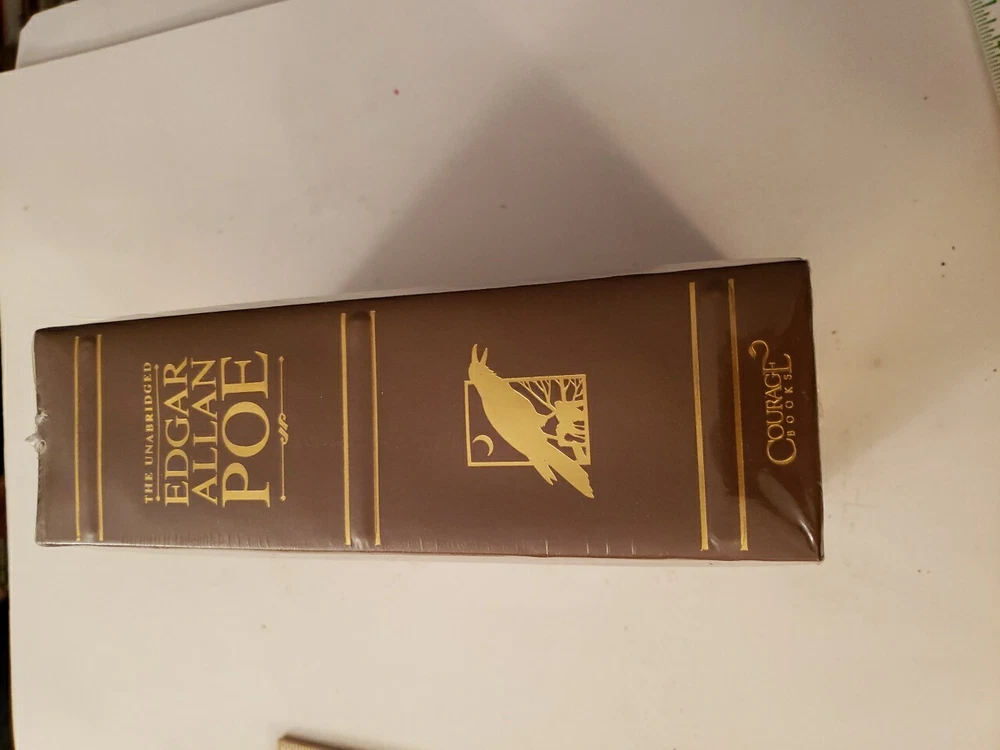 THE UNABRIDGED
EDGAR
ALLAN
POE
COURAGE
BOOKS